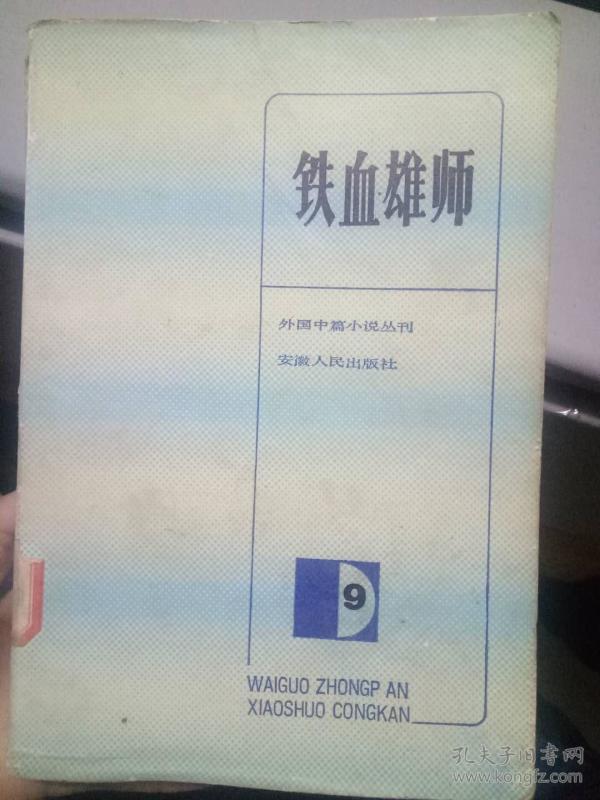 铁血雄师
外国中篇小说丛刊
安徽人民出版社
9
WAIGUO ZHONGP AN
XIAOSHUO CONGKAN
孔夫子旧书网
www.kongfz.com